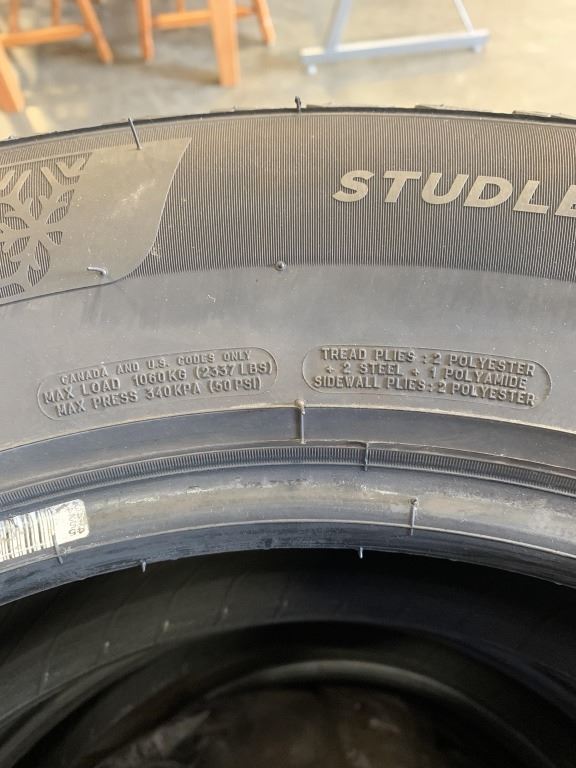 STUDLE
CANADA AND U.S. CODES ONLY
MAX LOAD 1060KG (2337 LBS)
MAX PRESS 340KPA (50 PSI)
TREAD PLIES : 2 POLYESTER
+ 2 STEEL + 1 POLYAMIDE
SIDEWALL PLIES : 2 POLYESTER